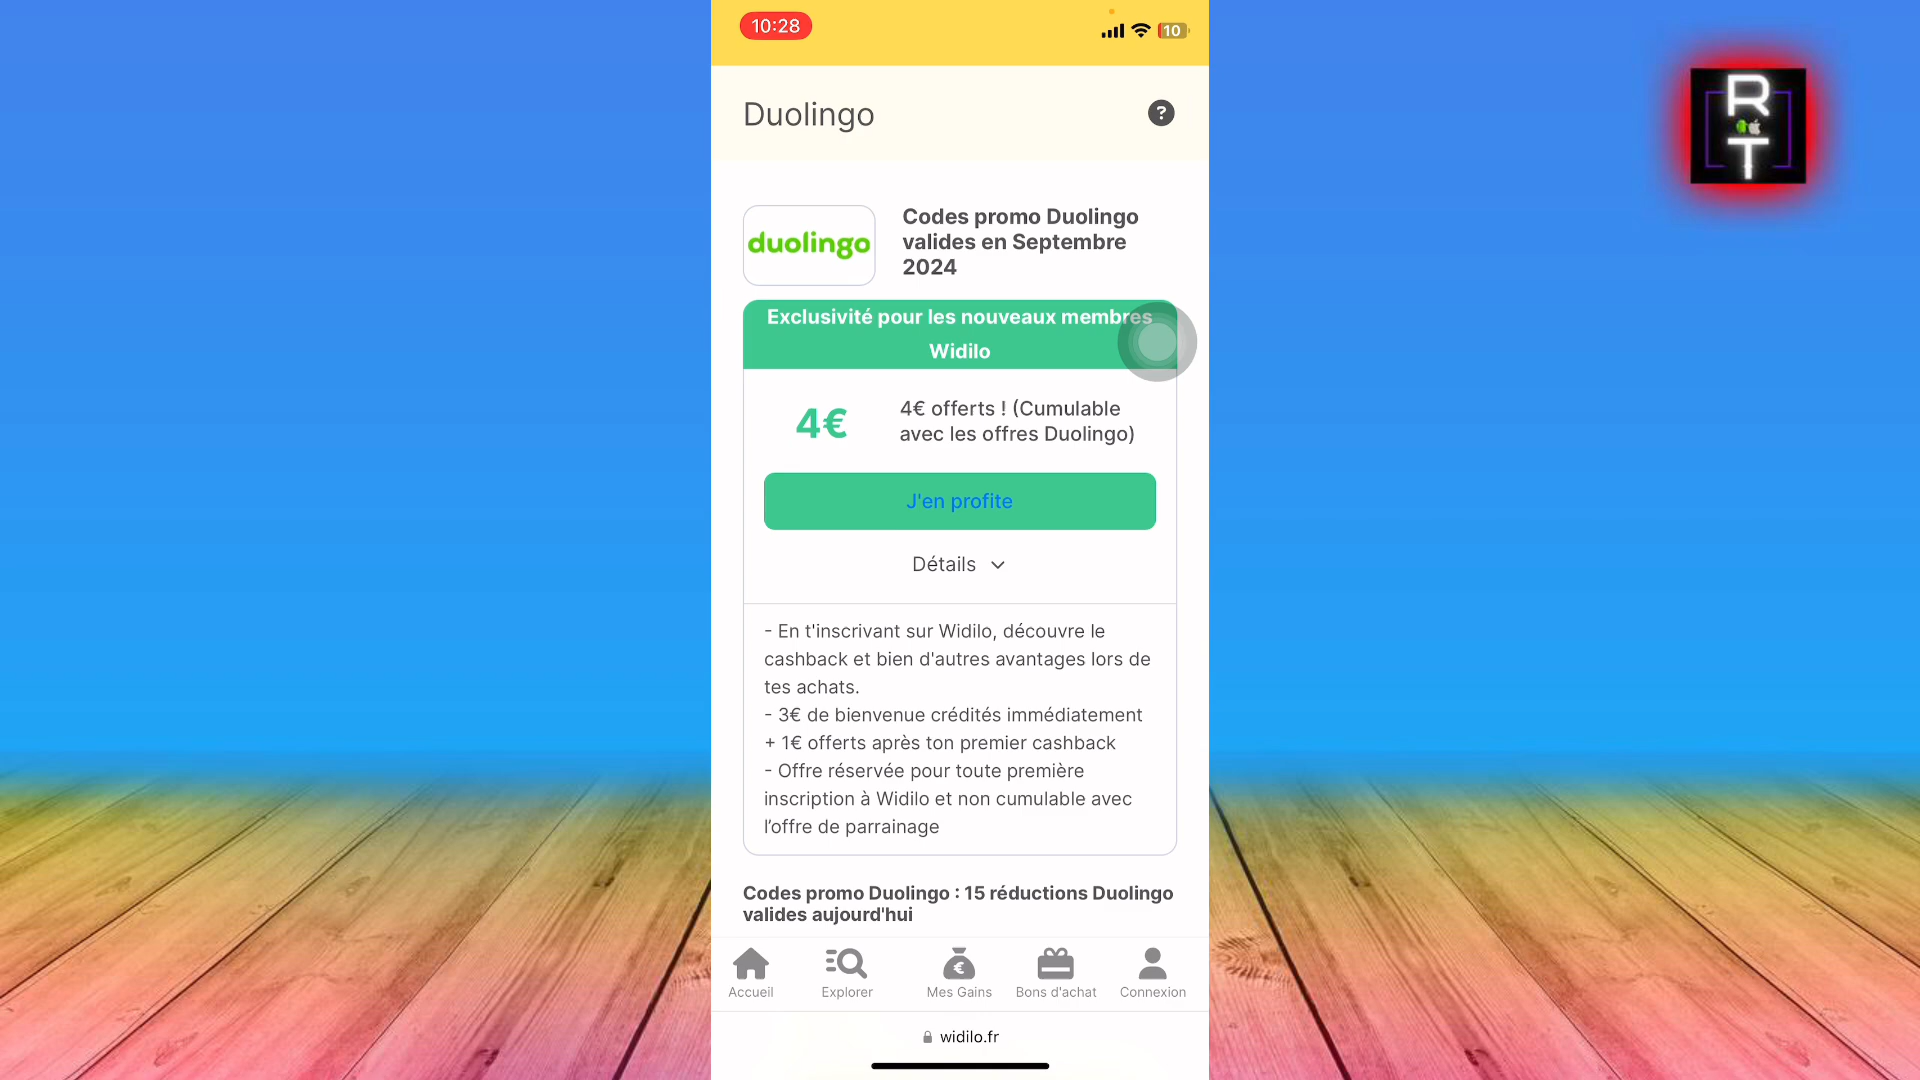 10:28
10
R
T
Duolingo
?
duolingo
Codes promo Duolingo
valides en Septembre
2024
Exclusivité pour les nouveaux membres
Widilo
4€
4€ offerts ! (Cumulable
avec les offres Duolingo)
J'en profite
Détails
- En t'inscrivant sur Widilo, découvre le
cashback et bien d'autres avantages lors de
tes achats.
- 3€ de bienvenue crédités immédiatement
+ 1€ offerts après ton premier cashback
- Offre réservée pour toute première
inscription à Widilo et non cumulable avec
l’offre de parrainage
Codes promo Duolingo : 15 réductions Duolingo
valides aujourd'hui
Accueil
Explorer
€
Mes Gains
Bons d'achat
Connexion
widilo.fr